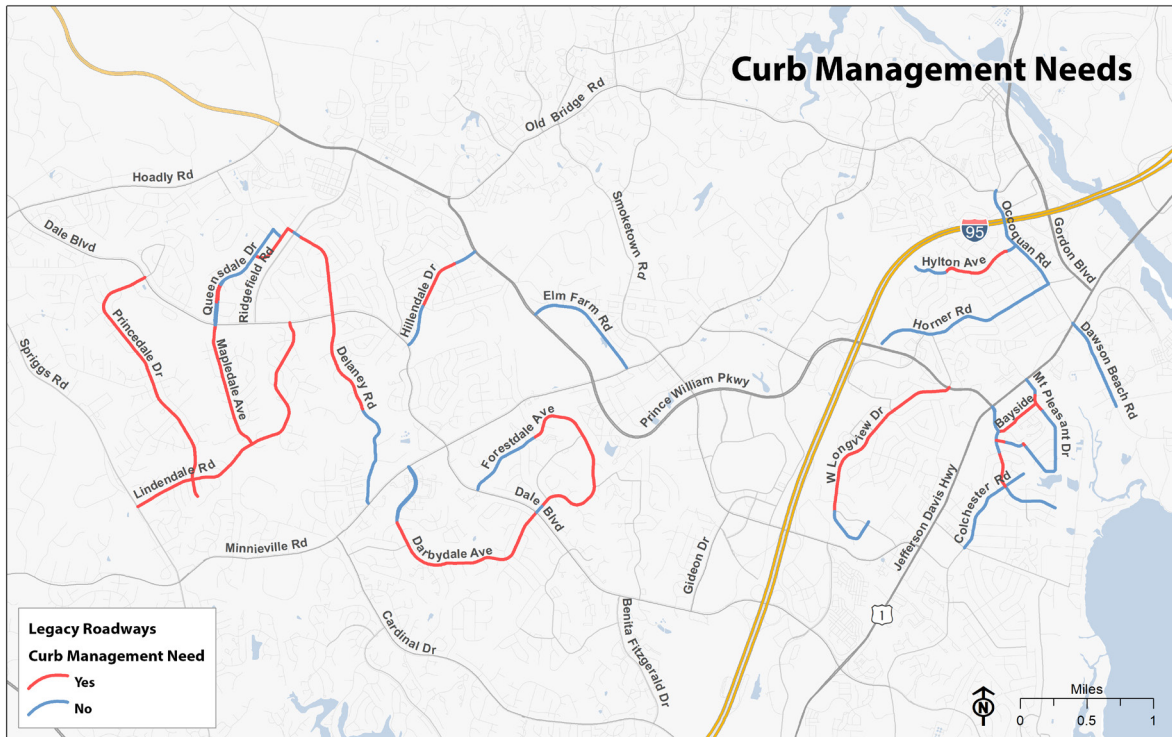 Curb Management Needs
Old Bridge Rd
Hoadly Rd
Dale Blvd
Smoketown Rd
Occoquan Rd
Gordon Blvd
95
Hylton Ave
Queensdale Dr
Ridgefield Rd
Hillendale Dr
Elm Farm Rd
Horner Rd
Princedale Dr
Spriggs Rd
Mapledale Ave
Delaney Rd
Prince William Pkwy
Dawson Beach Rd
Mt Pleasant Dr
Bayside
W Longview Dr
Forestdale Ave
Lindendale Rd
Dale Blvd
Colchester Rd
Jefferson Davis Hwy
Minnieville Rd
Darbydale Ave
Gideon Dr
Cardinal Dr
Benita Fitzgerald Dr
1
Legacy Roadways
Curb Management Need
Yes
No
N
Miles
0 0.5 1